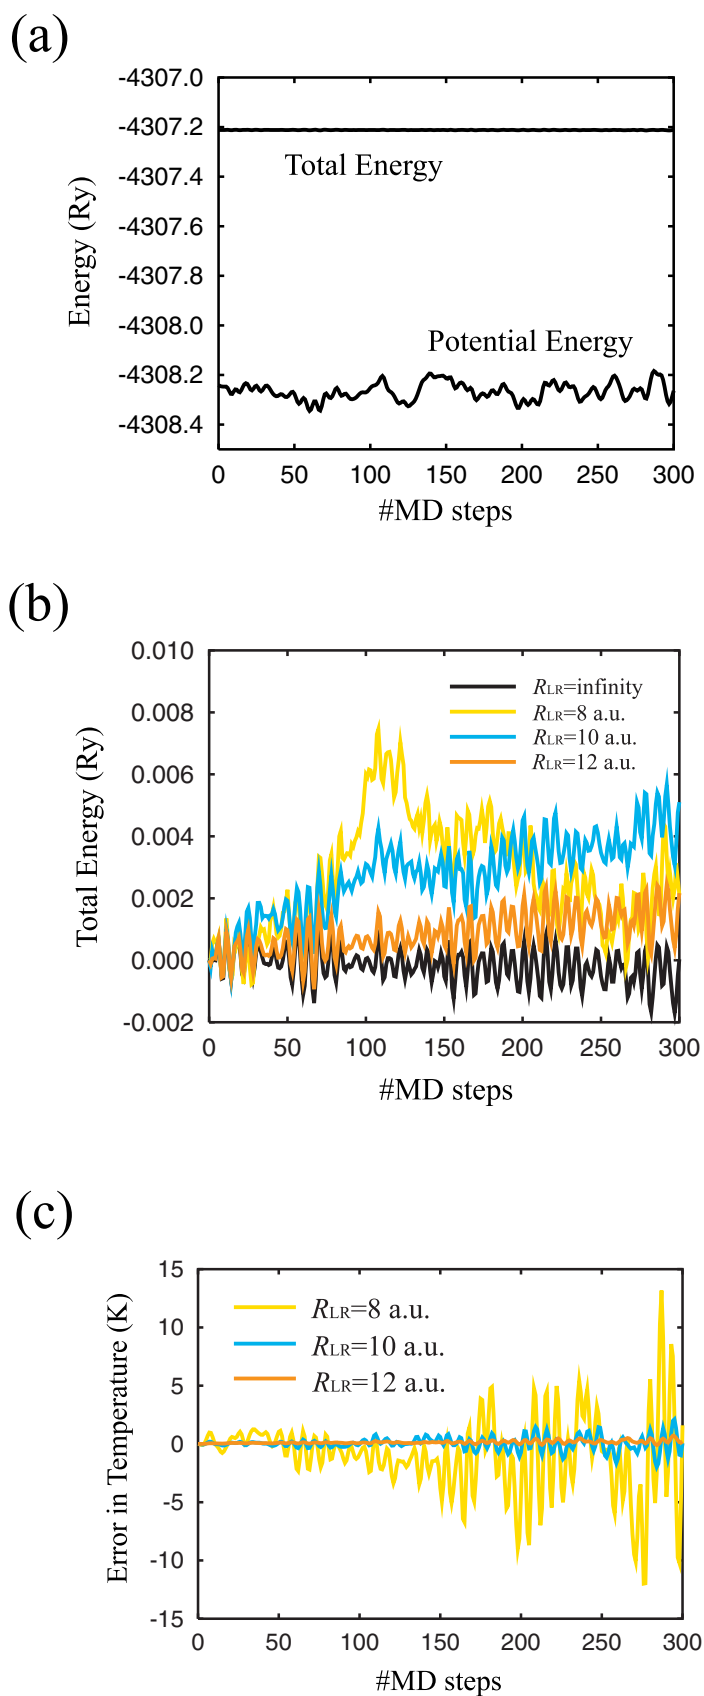 (a)
-4307.0
-4307.2
Total Energy
-4307.4
Energy (Ry)
-4307.6
-4307.8
-4308.0
Potential Energy
-4308.2
-4308.4
0 50 100 150 200 250 300
#MD steps
(b)
0.010
RLR=infinity
0.008
RLR=8 a.u.
RLR=10 a.u.
RLR=12 a.u.
0.006
Total Energy (Ry)
0.004
0.002
0.000
-0.002
0 50 100 150 200 250 300
#MD steps
(c)
15
RLR=8 a.u.
10
RLR=10 a.u.
RLR=12 a.u.
5
Error in Temperature (K)
0
-5
-10
-15
0 50 100 150 200 250 300
#MD steps